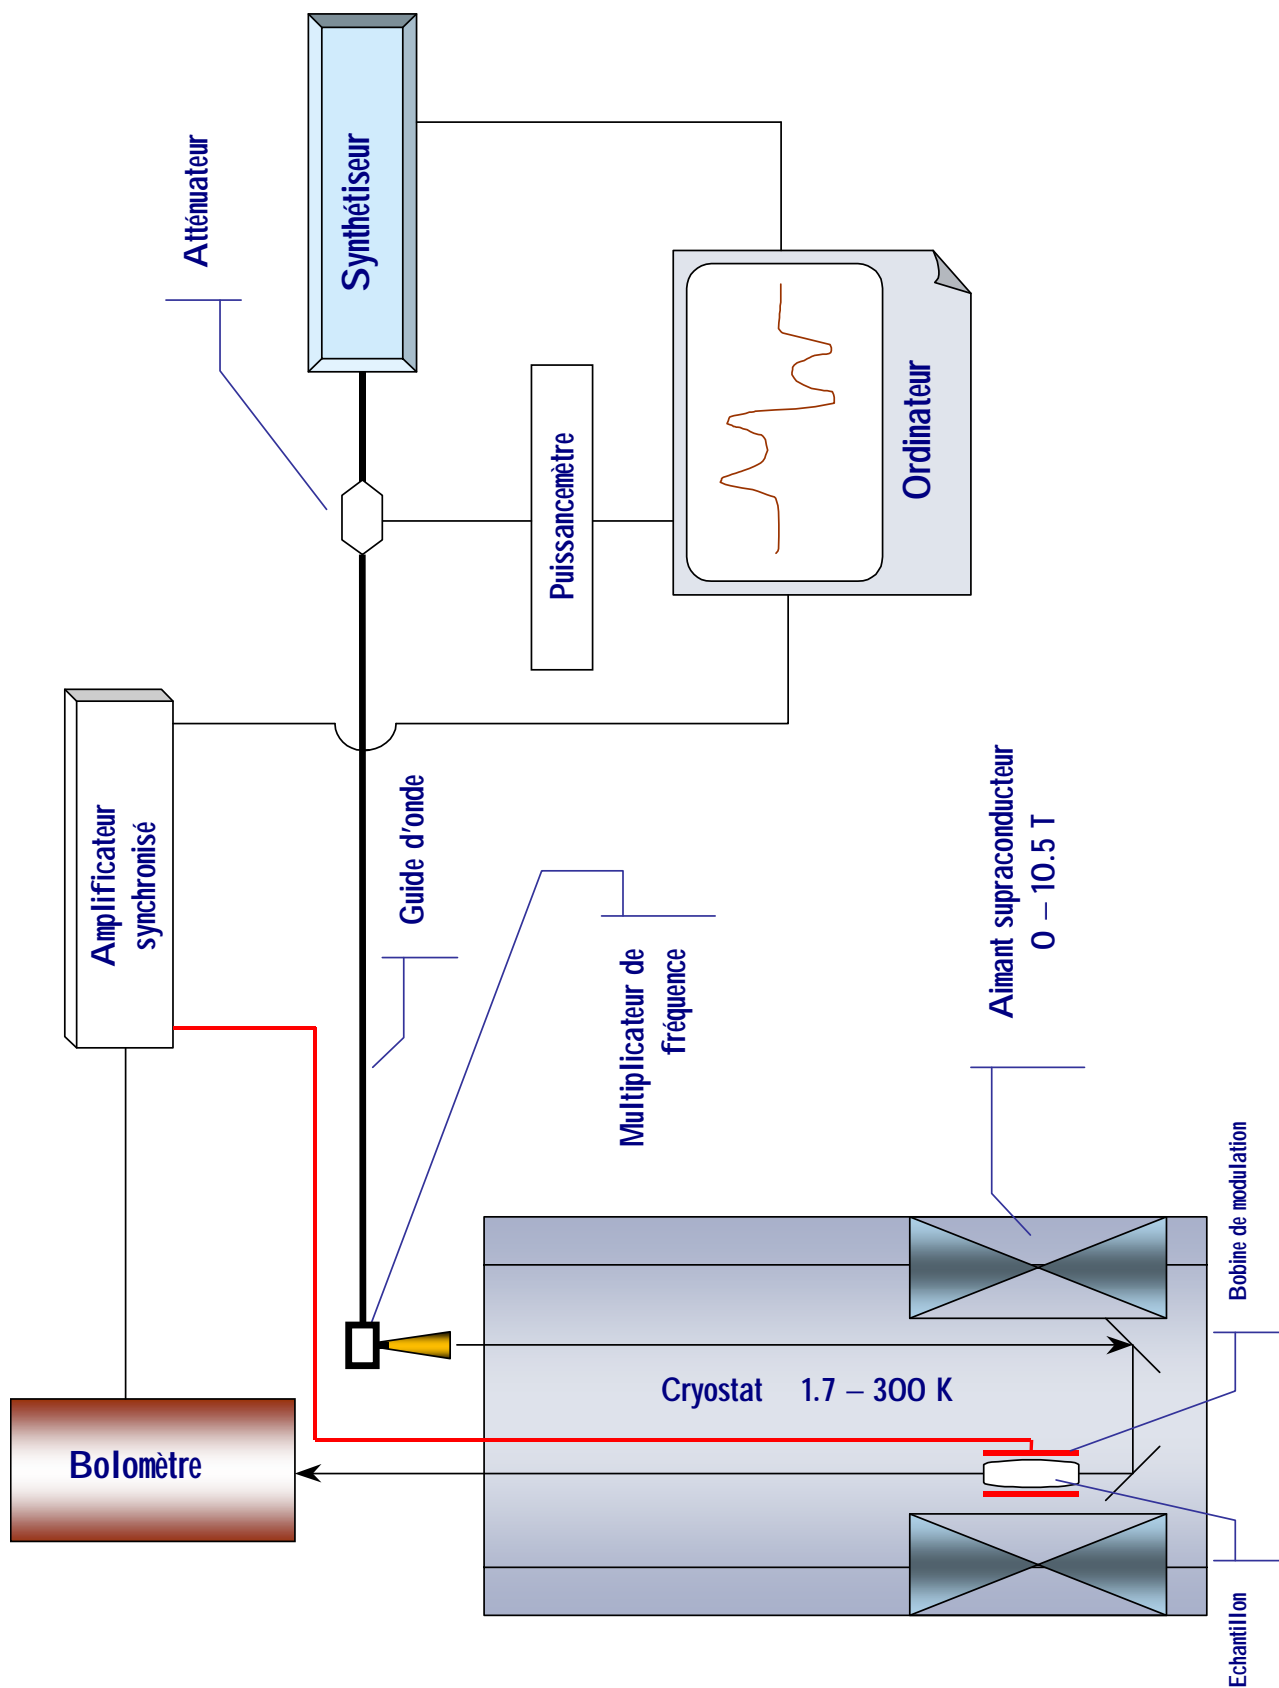 Atténuateur
Synthétiseur
Puissancemètre
Ordinateur
Amplificateur
synchronisé
Guide d'onde
Multiplicateur de
fréquence
Aimant supraconducteur
0 – 10.5 T
Bobine de modulation
Cryostat 1.7 – 300 K
Bolomètre
Echantillon